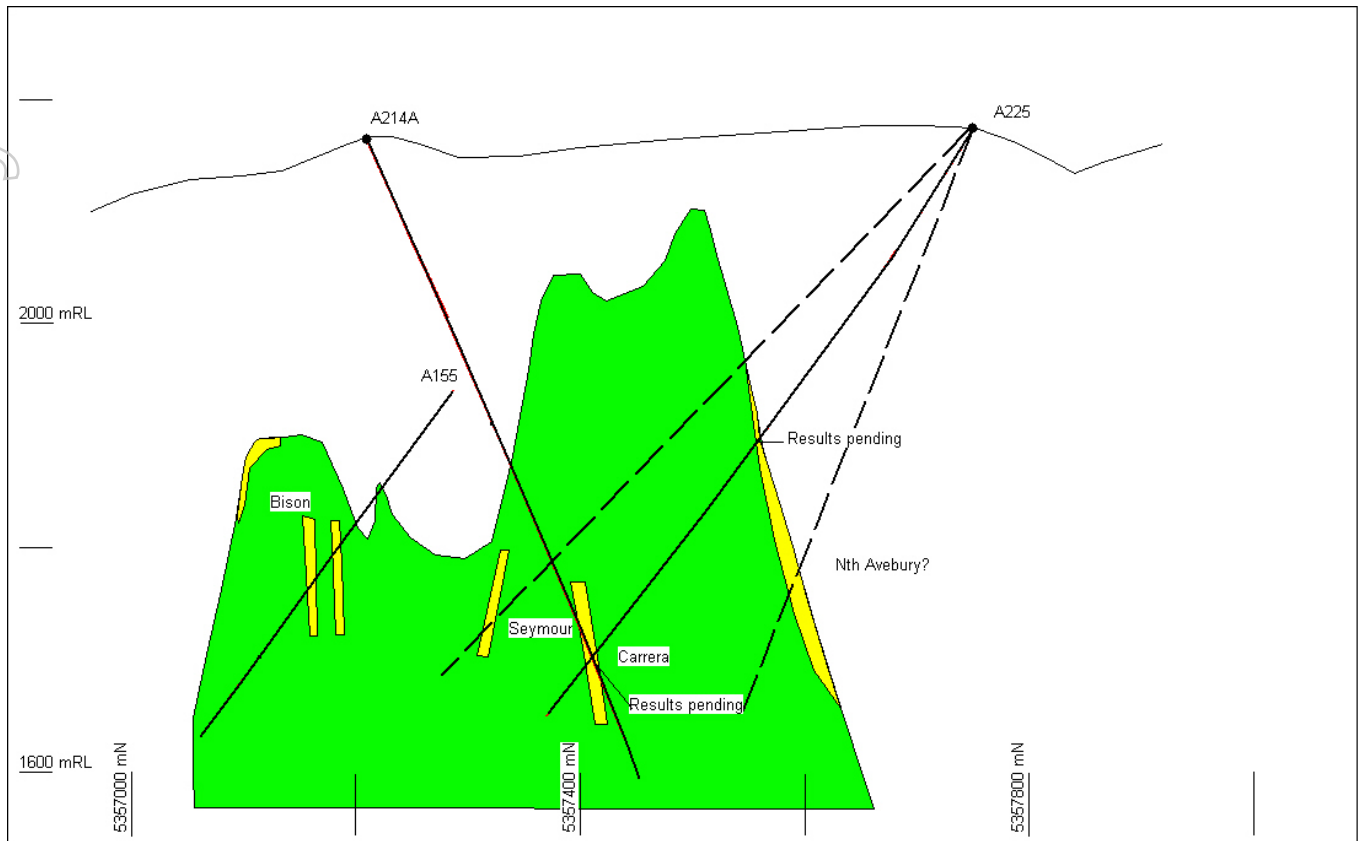 A214A
A225
2000 mRL
A155
Results pending
Bison
Nth Avebury?
Seymour
Carrera
Results pending
1600 mRL
5357000 mN
5357400 mN
5357800 mN